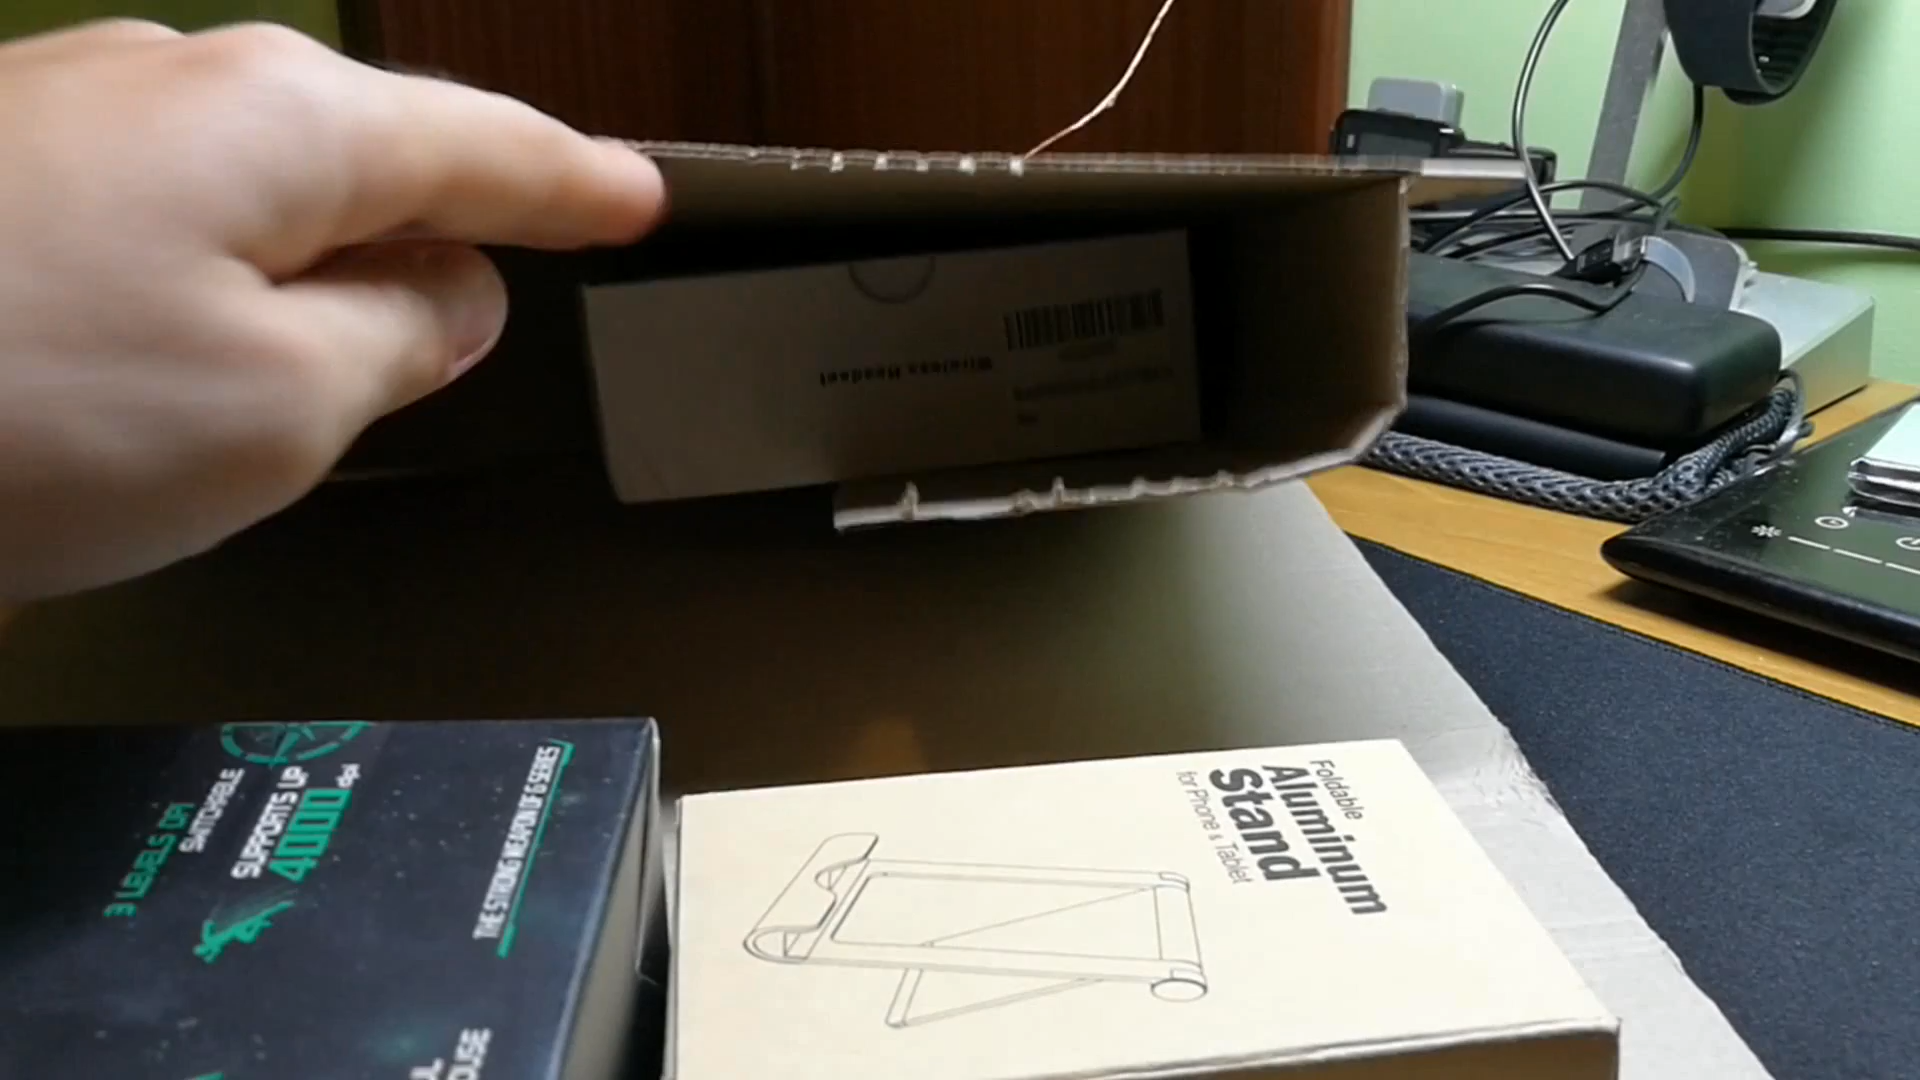 Wireless Headset
3 LEVELS DPI
SWITCHABLE
SUPPORTS UP
4000 dpi
THE STRONG WEAPON OF G SERIES
Foldable
Aluminum
Stand
for Phone & Tablet